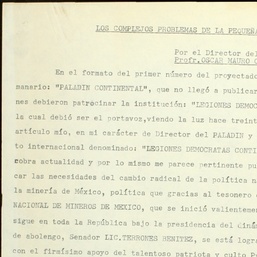 LOS COMPLEJOS PROBLEMAS DE LA PEQUEÑA
Por el Director del
Profr. OSCAR MAURO
En el formato del primer número del proyectado
manario: "PALADIN CONTINENTAL", que no llegó a publicar
nes debieron patrocinar la institución: "LEGIONES DEMOC
la cual debió ser el portavoz, viendo la luz hace treint
artículo mío, en mi carácter de Director del PALADIN y
to internacional denominado: "LEGIONES DEMOCRATAS CONTI
cobra actualidad y por lo mismo me parece pertinente pu
car las necesidades del cambio radical de la política n
la minería de México, política que gracias al tesonero
NACIONAL DE MINEROS DE MEXICO, que se inició valientemen
sigue en toda la República bajo la presidencia del ciná
de abolengo, Senador LIC. TERRONES BENITEZ, se está logr
con el firmísimo apoyo del talentoso patriota y culto P